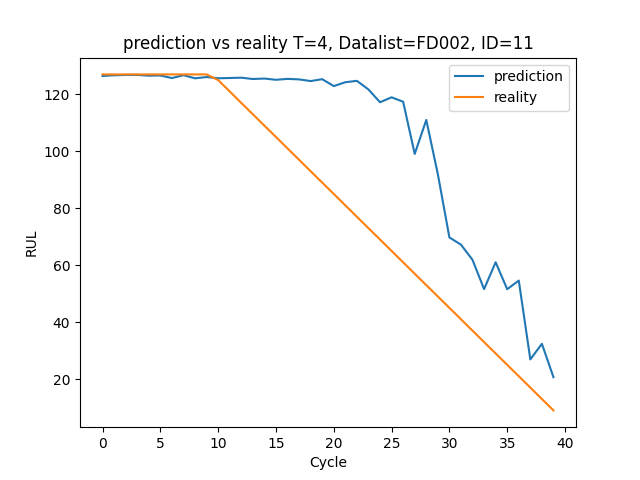 prediction vs reality T=4, Datalist=FD002, ID=11
prediction
reality
RUL
120
100
80
60
40
20
0 5 10 15 20 25 30 35 40
Cycle